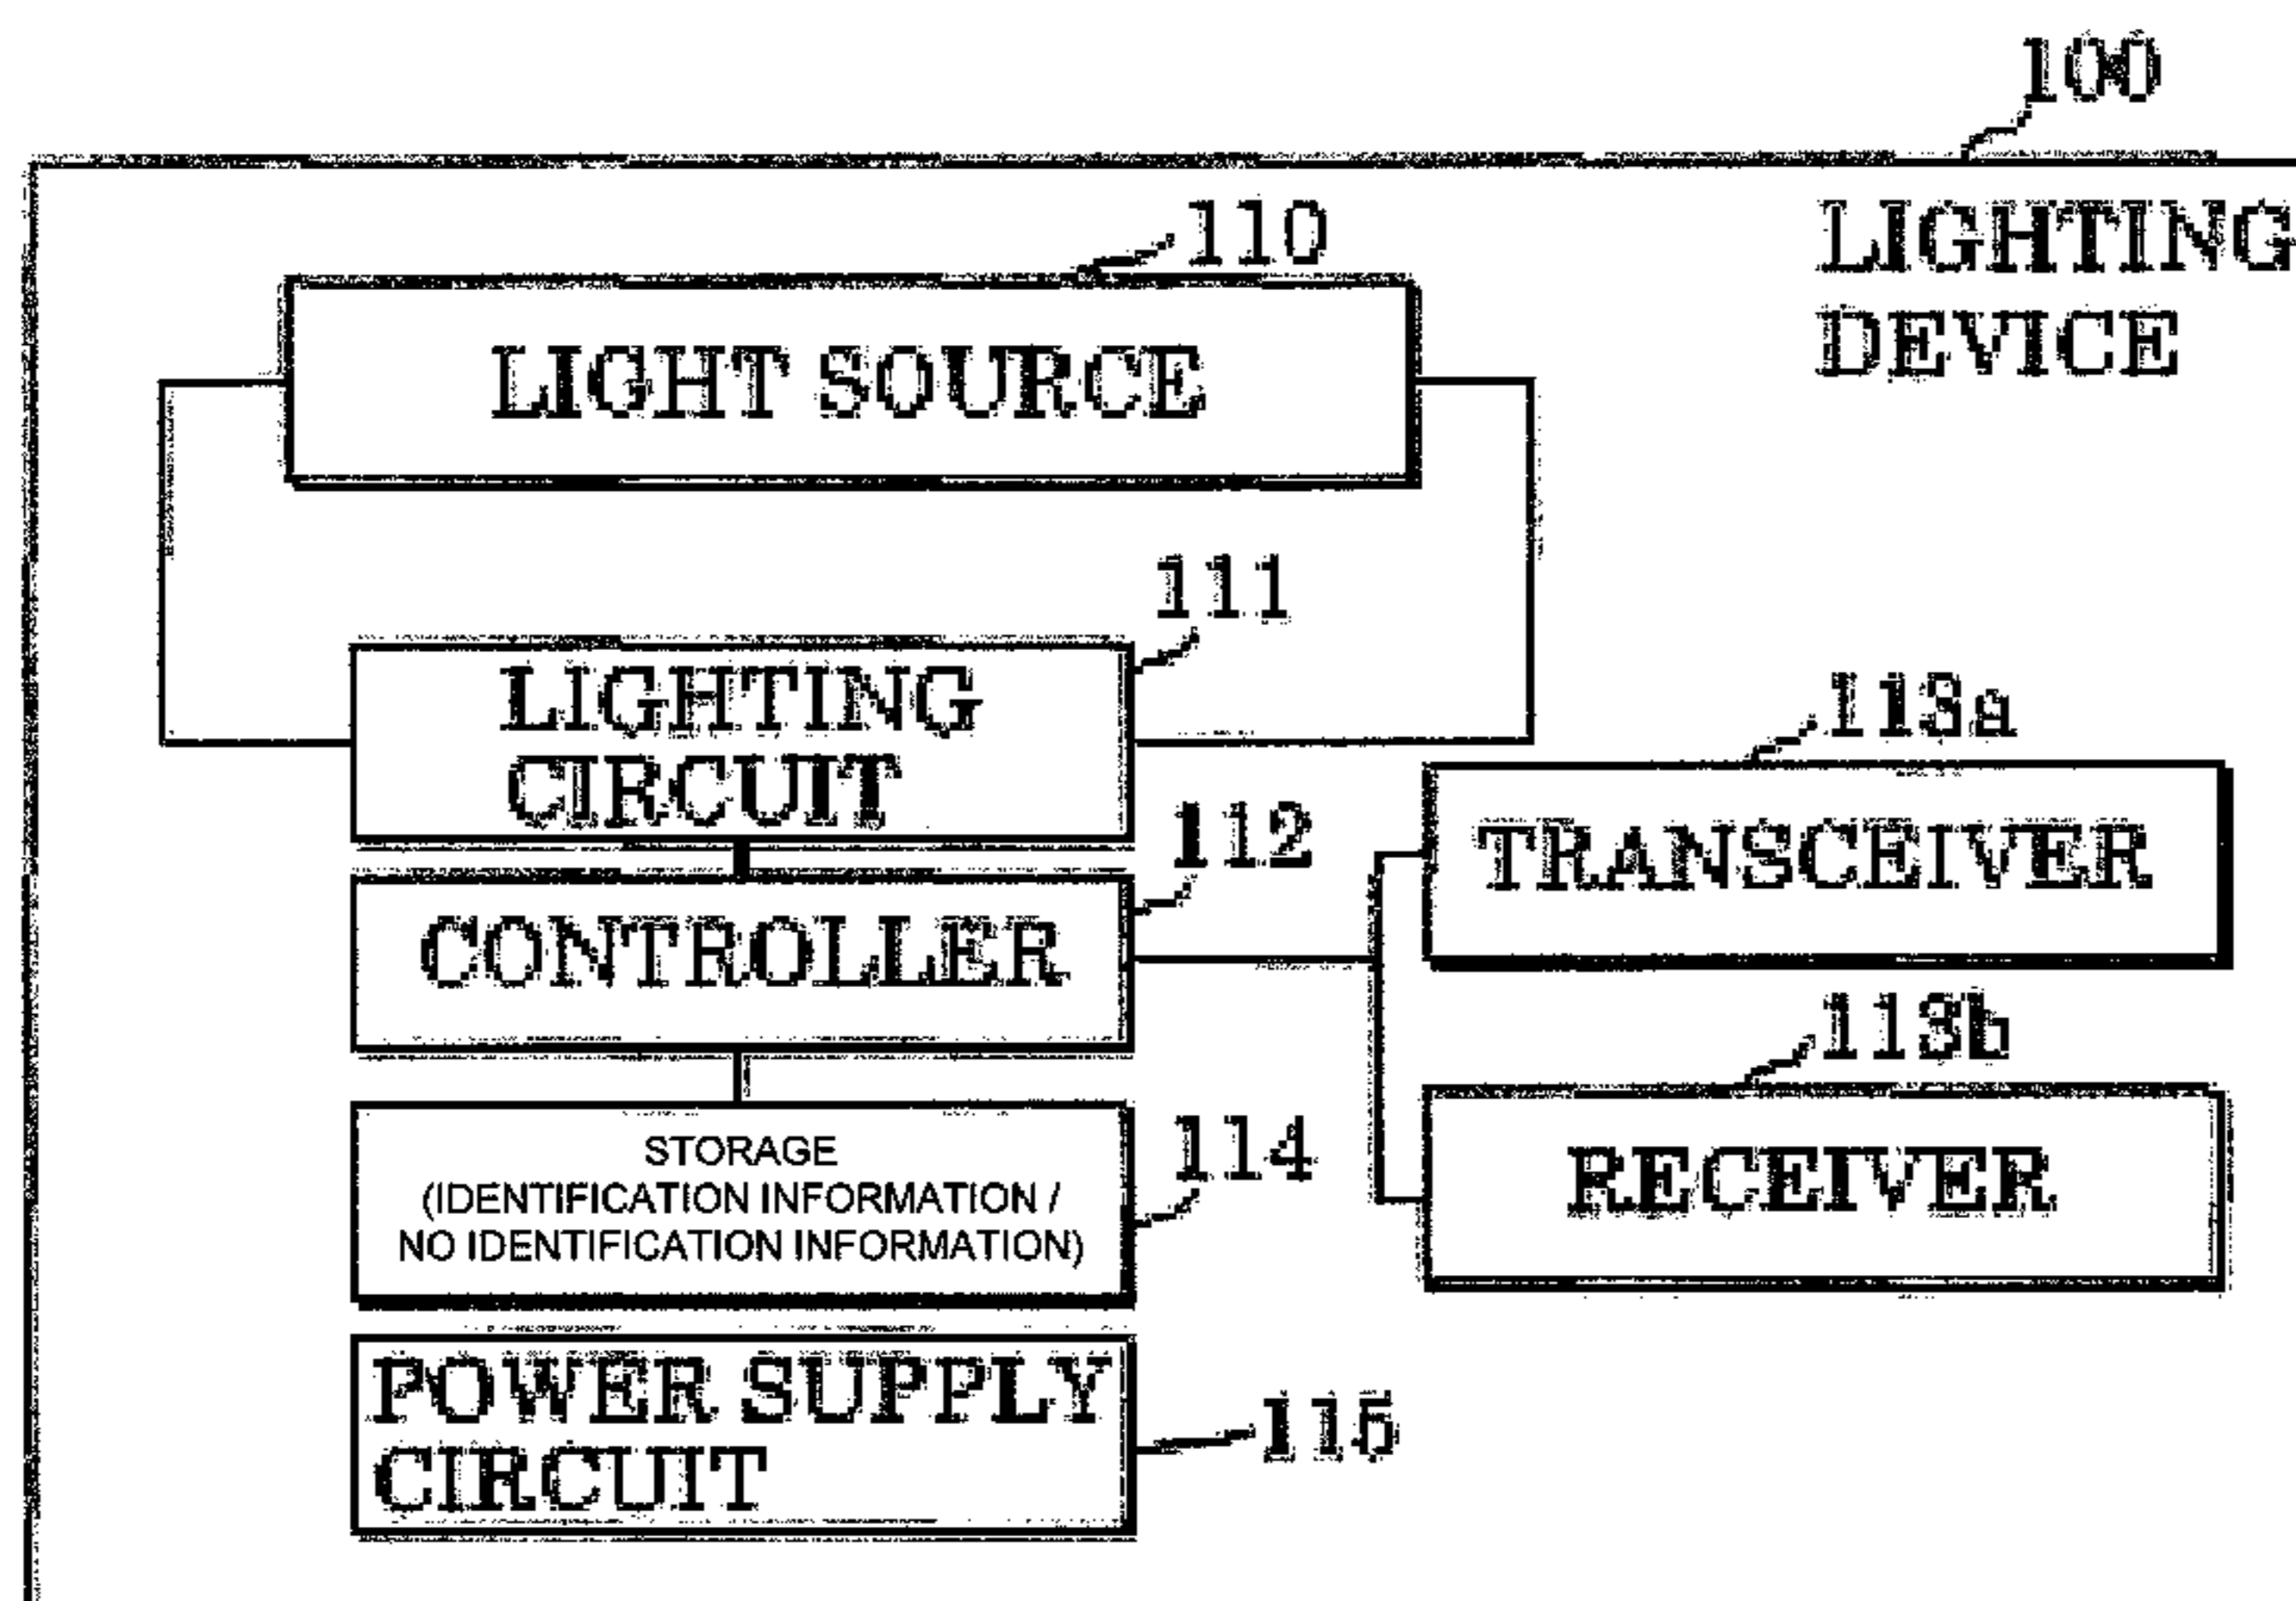 100
LIGHTING
DEVICE
110
LIGHT SOURCE
111
LIGHTING
CIRCUIT
113a
TRANSCEIVER
112
CONTROLLER
113b
RECEIVER
114
STORAGE
(IDENTIFICATION INFORMATION /
NO IDENTIFICATION INFORMATION)
POWER SUPPLY
CIRCUIT
115